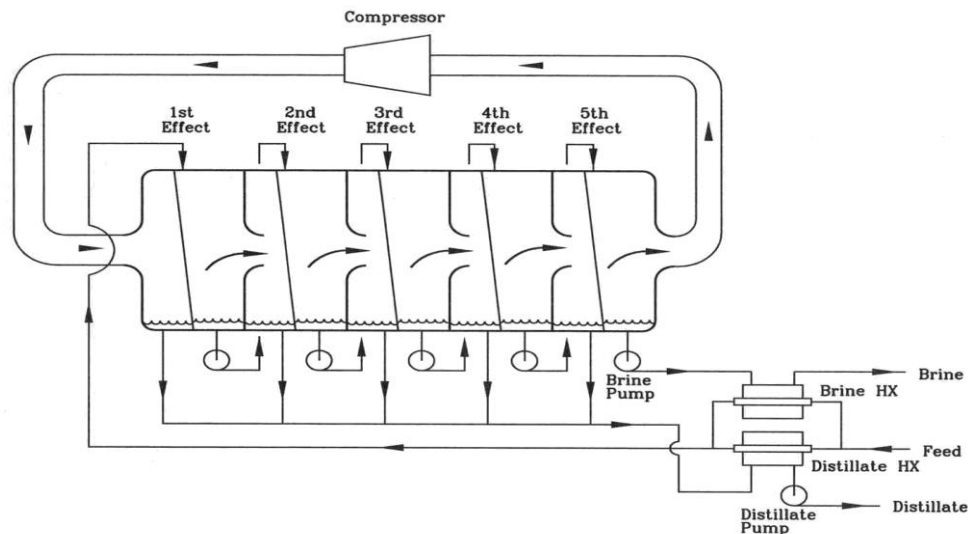 Compressor
1st
Effect
2nd
Effect
3rd
Effect
4th
Effect
5th
Effect
Brine
Pump
Brine
Brine HX
Feed
Distillate HX
Distillate
Pump
Distillate